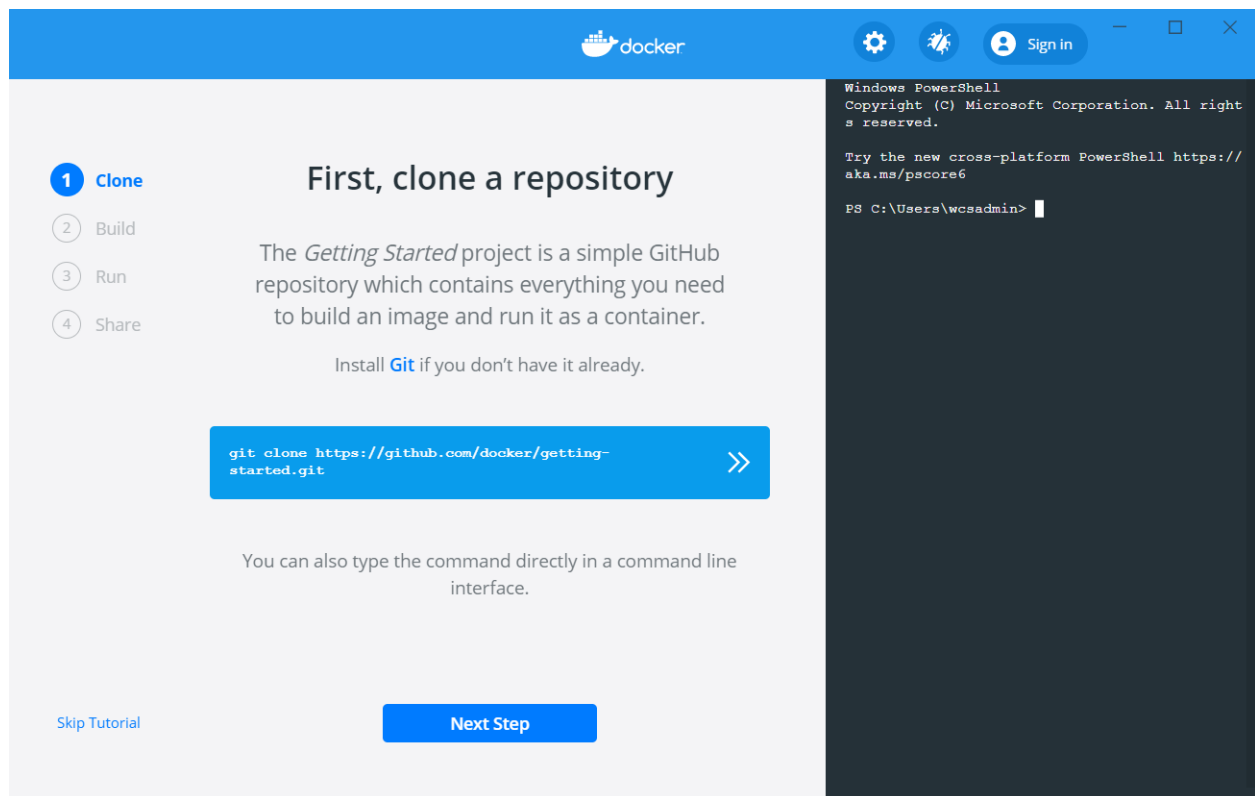 docker
Sign in
1 Clone
2 Build
3 Run
4 Share
First, clone a repository
The Getting Started project is a simple GitHub
repository which contains everything you need
to build an image and run it as a container.
Install Git if you don't have it already.
git clone https://github.com/docker/getting-
started.git
You can also type the command directly in a command line
interface.
Skip Tutorial
Next Step
Windows PowerShell
Copyright (C) Microsoft Corporation. All right
s reserved.
Try the new cross-platform PowerShell https://
aka.ms/pscore6
PS C:\Users\wcsadmin>